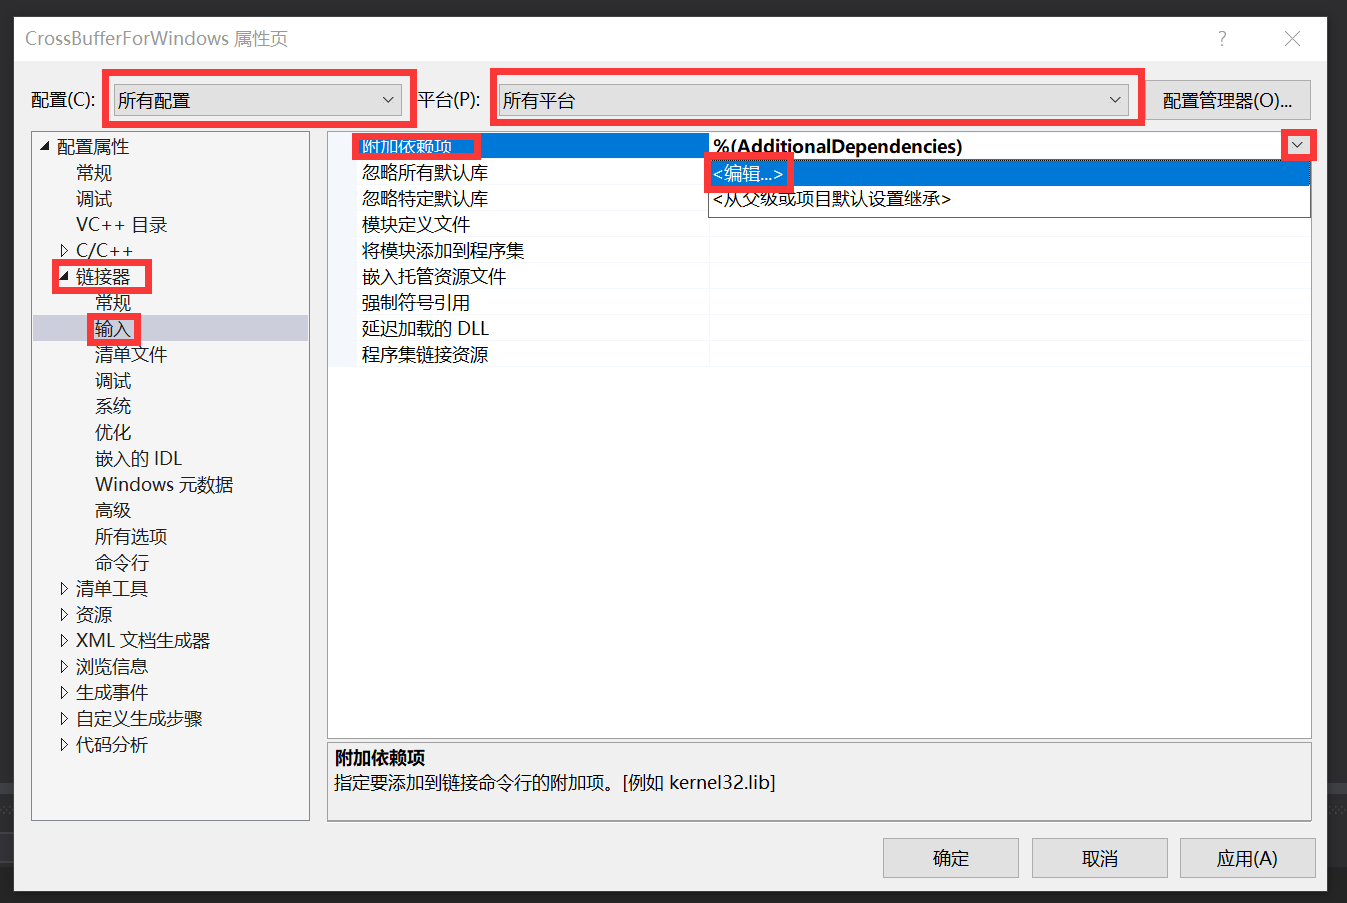 CrossBufferForWindows 属性页
?
配置(C): 所有配置 平台(P): 所有平台 配置管理器(O)...
配置属性
常规
调试
VC++ 目录
C/C++
链接器
常规
输入
清单文件
调试
系统
优化
嵌入的 IDL
Windows 元数据
高级
所有选项
命令行
清单工具
资源
XML 文档生成器
浏览信息
生成事件
自定义生成步骤
代码分析
附加依赖项 %(AdditionalDependencies)
忽略所有默认库 <编辑...>
忽略特定默认库 <从父级或项目默认设置继承>
模块定义文件
将模块添加到程序集
嵌入托管资源文件
强制符号引用
延迟加载的 DLL
程序集链接资源
附加依赖项
指定要添加到链接命令行的附加项。[例如 kernel32.lib]
确定 取消 应用(A)